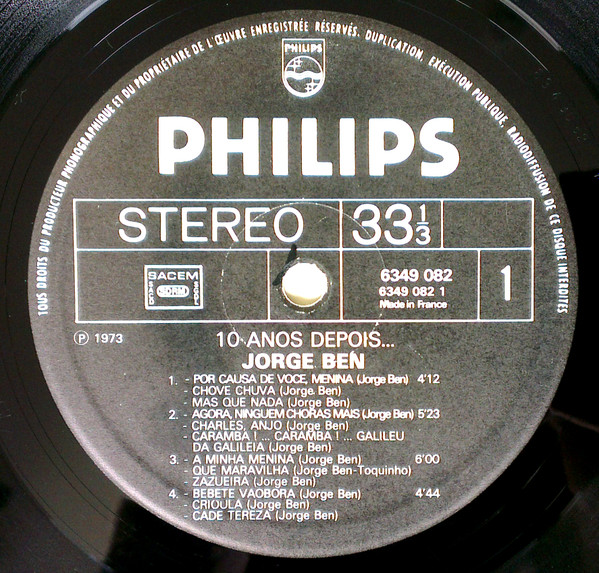 TOUS DROITS DU PRODUCTEUR PHONOGRAPHIQUE ET DU PROPRIÉTAIRE DE L'ŒUVRE ENREGISTRÉE RÉSERVÉS. DUPLICATION, EXÉCUTION PUBLIQUE, RADIODIFFUSION DE CE DISQUE INTERDITES
PHILIPS
PHILIPS
STEREO 33 1/3
SACEM
SACD SDRM SGDL
6349 082
6349 082 1
Made in France
1
Ⓟ 1973
10 ANOS DEPOIS...
JORGE BEN
1. - POR CAUSA DE VOCE, MENINA (Jorge Ben) 4'12
- CHOVE CHUVA (Jorge Ben)
- MAS QUE NADA (Jorge Ben)
2. - AGORA, NINGUEM CHORAS MAIS (Jorge Ben) 5'23
- CHARLES, ANJO (Jorge Ben)
- CARAMBA ! ... CARAMBA ! ... GALILEU
DA GALILEIA (Jorge Ben)
3. - A MINHA MENINA (Jorge Ben) 6'00
- QUE MARAVILHA (Jorge Ben-Toquinho)
- ZAZUEIRA (Jorge Ben)
4. - BEBETE VAOBORA (Jorge Ben) 4'44
- CRIOULA (Jorge Ben)
- CADE TEREZA (Jorge Ben)